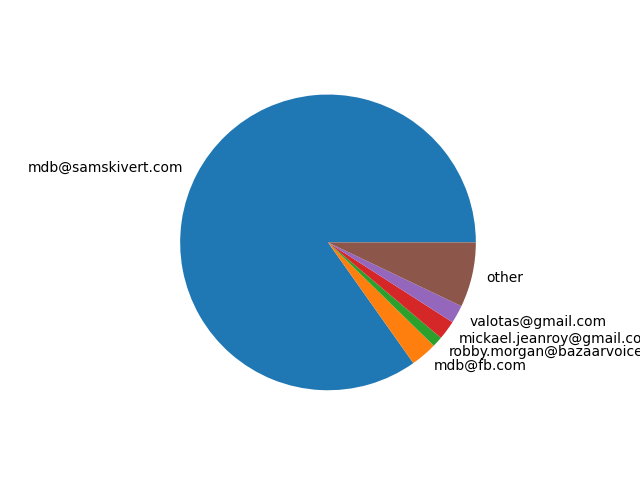 mdb@samskivert.com
other
valotas@gmail.com
mickael.jeanroy@gmail.co
robby.morgan@bazaarvoice
mdb@fb.com